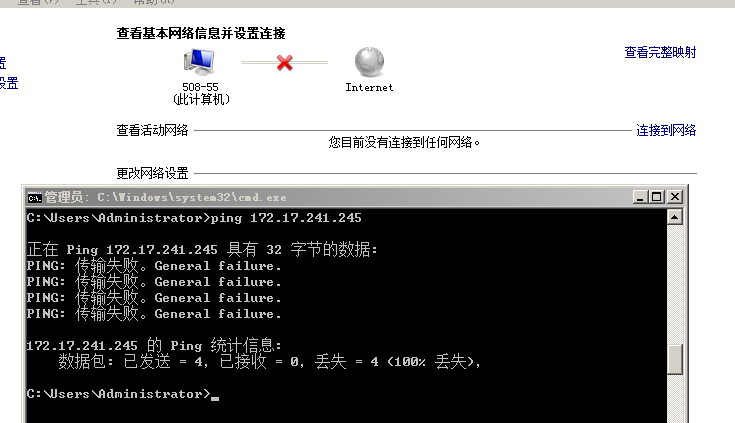 查看(V) 工具(T) 帮助(H)
查看基本网络信息并设置连接
查看完整映射
置
设置
508-55
(此计算机)
Internet
查看活动网络
连接到网络
您目前没有连接到任何网络。
更改网络设置
管理员: C:\Windows\system32\cmd.exe
C:\Users\Administrator>ping 172.17.241.245
正在 Ping 172.17.241.245 具有 32 字节的数据:
PING: 传输失败。General failure.
PING: 传输失败。General failure.
PING: 传输失败。General failure.
PING: 传输失败。General failure.
172.17.241.245 的 Ping 统计信息:
数据包: 已发送 = 4，已接收 = 0，丢失 = 4 (100% 丢失)，
C:\Users\Administrator>_